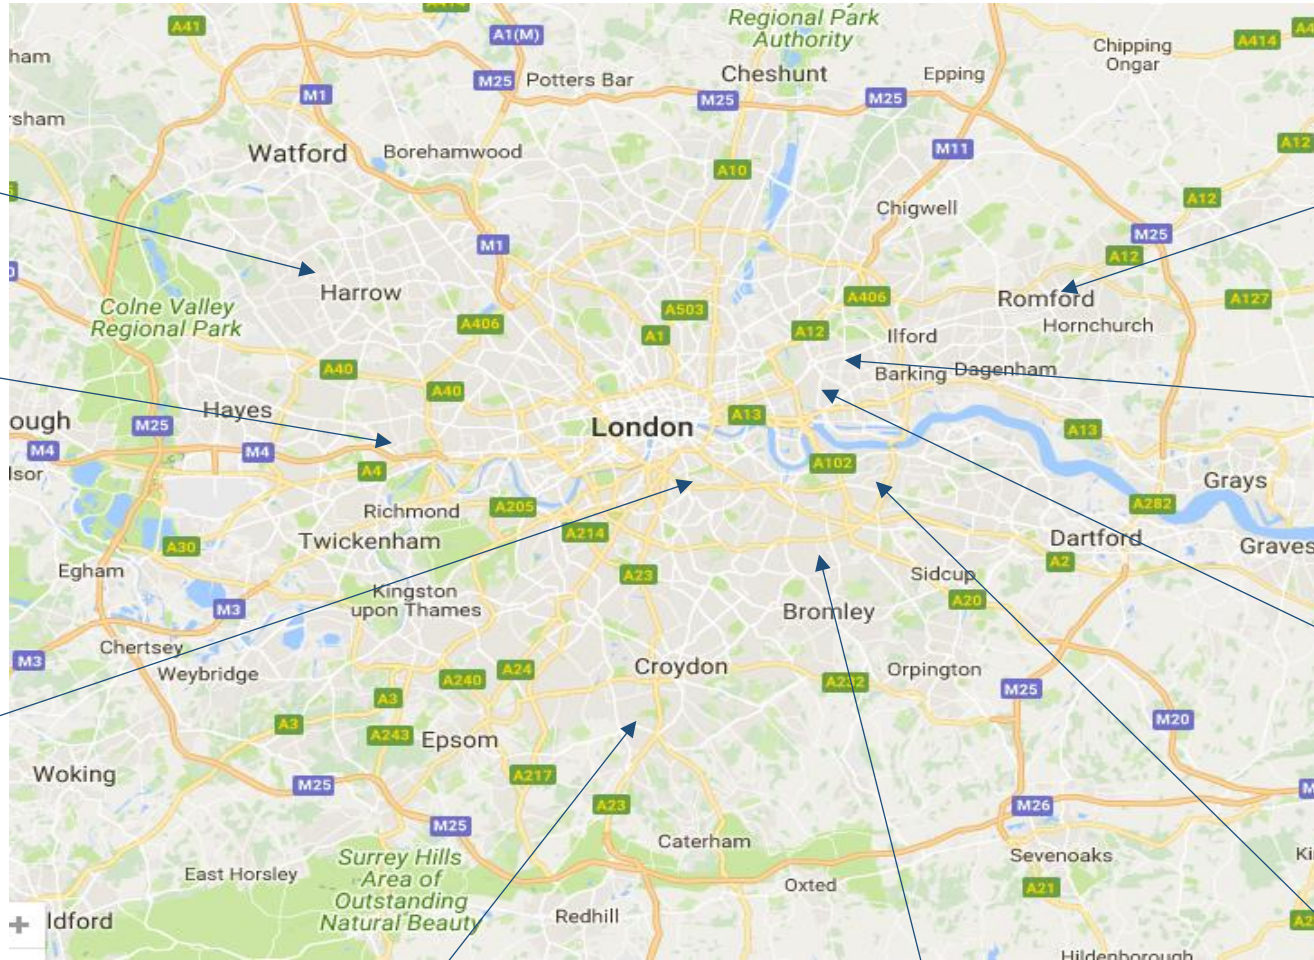 A41
A1(M)
Regional Park
Authority
Chipping
Ongar
A414
ham
M1
M25
Potters Bar
Cheshunt
M25
Epping
M25
rsham
Watford
Borehamwood
A10
M11
A12
A12
Chigwell
M1
M25
A12
Harrow
A406
Romford
A127
Colne Valley
Regional Park
A503
A406
A1
A12
Ilford
Hornchurch
A40
A40
Barking
Dagenham
ough
Hayes
M25
London
A13
A13
M4
M4
A4
A102
lsor
Grays
Richmond
A205
A282
A214
Twickenham
A30
Dartford
Graves
A2
Egham
A23
Sidcup
Kingston
upon Thames
A20
M3
Bromley
Chertsey
M3
Weybridge
Croydon
A24
A240
A232
Orpington
M25
A3
A3
A243
Epsom
M20
Woking
M25
A217
A23
M26
M25
Caterham
Sevenoaks
Surrey Hills
Area of
Outstanding
Natural Beauty
East Horsley
Oxted
A21
Redhill
ldford
+
Hildenborough